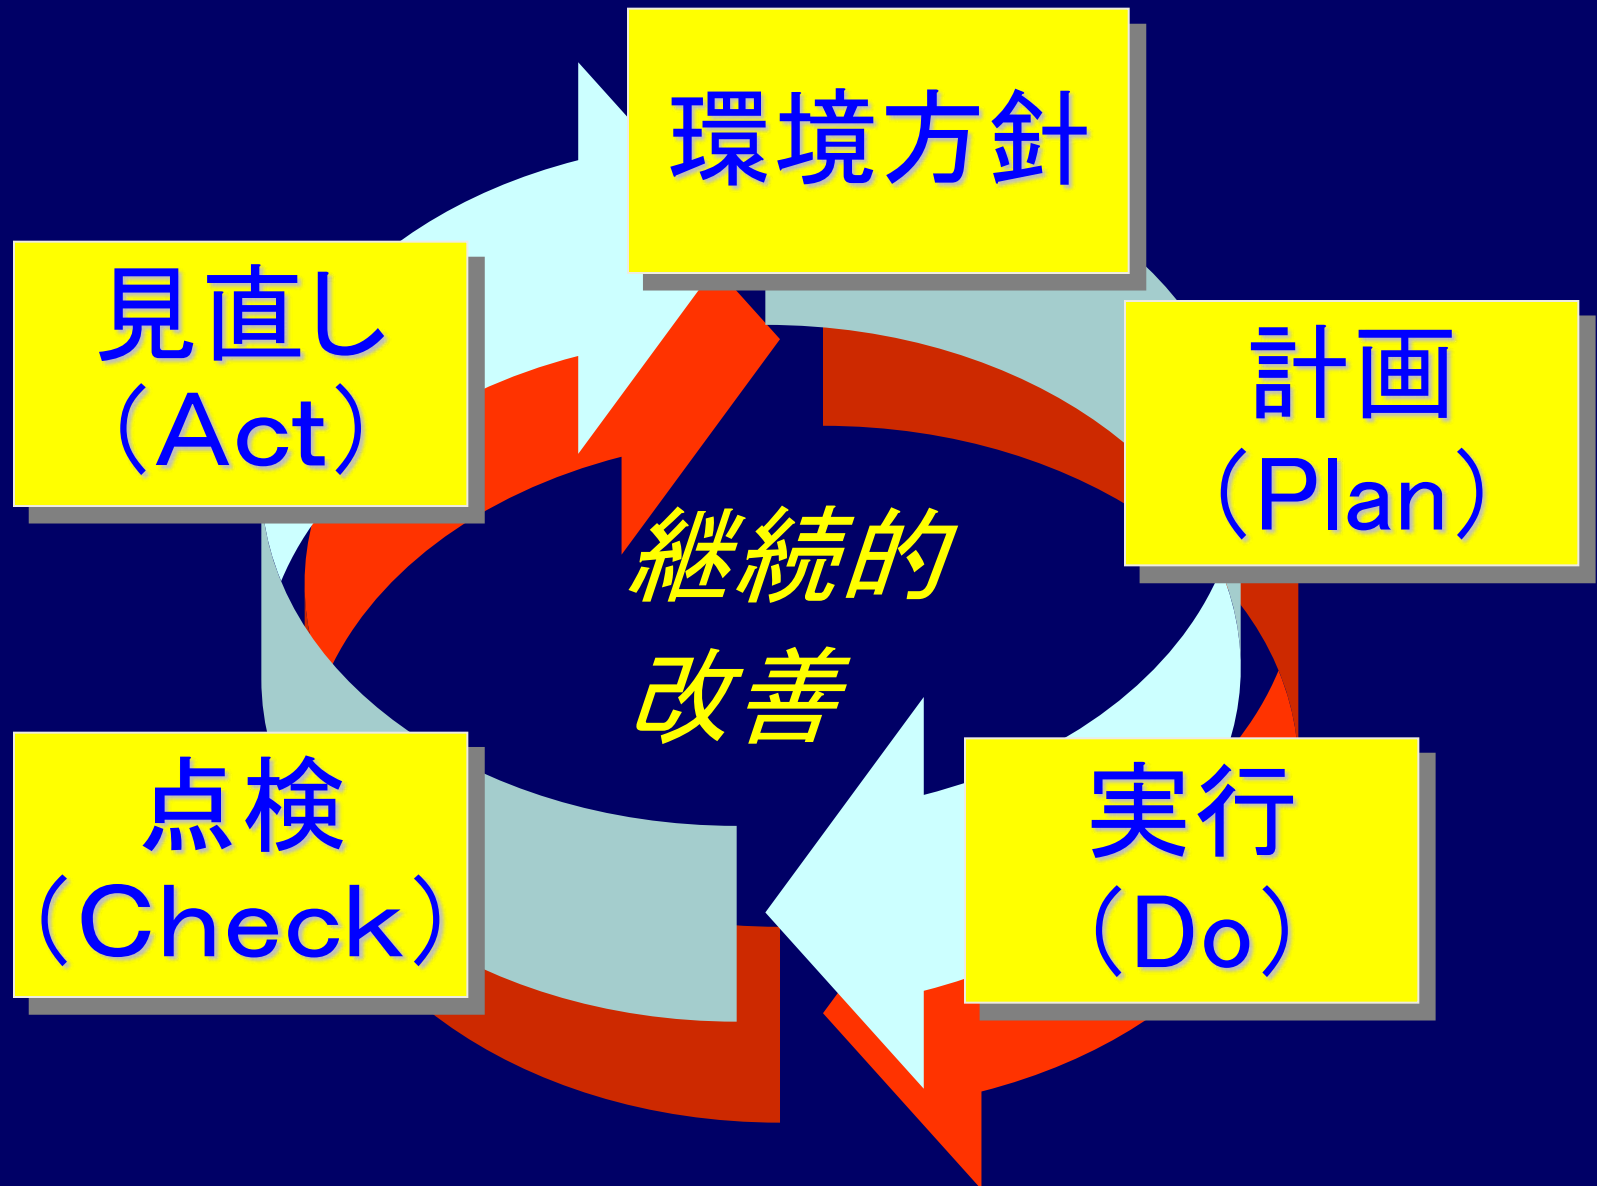 環境方針
計画
（Plan）
実行
（Do）
点検
（Check）
見直し
（Act）
継続的
改善